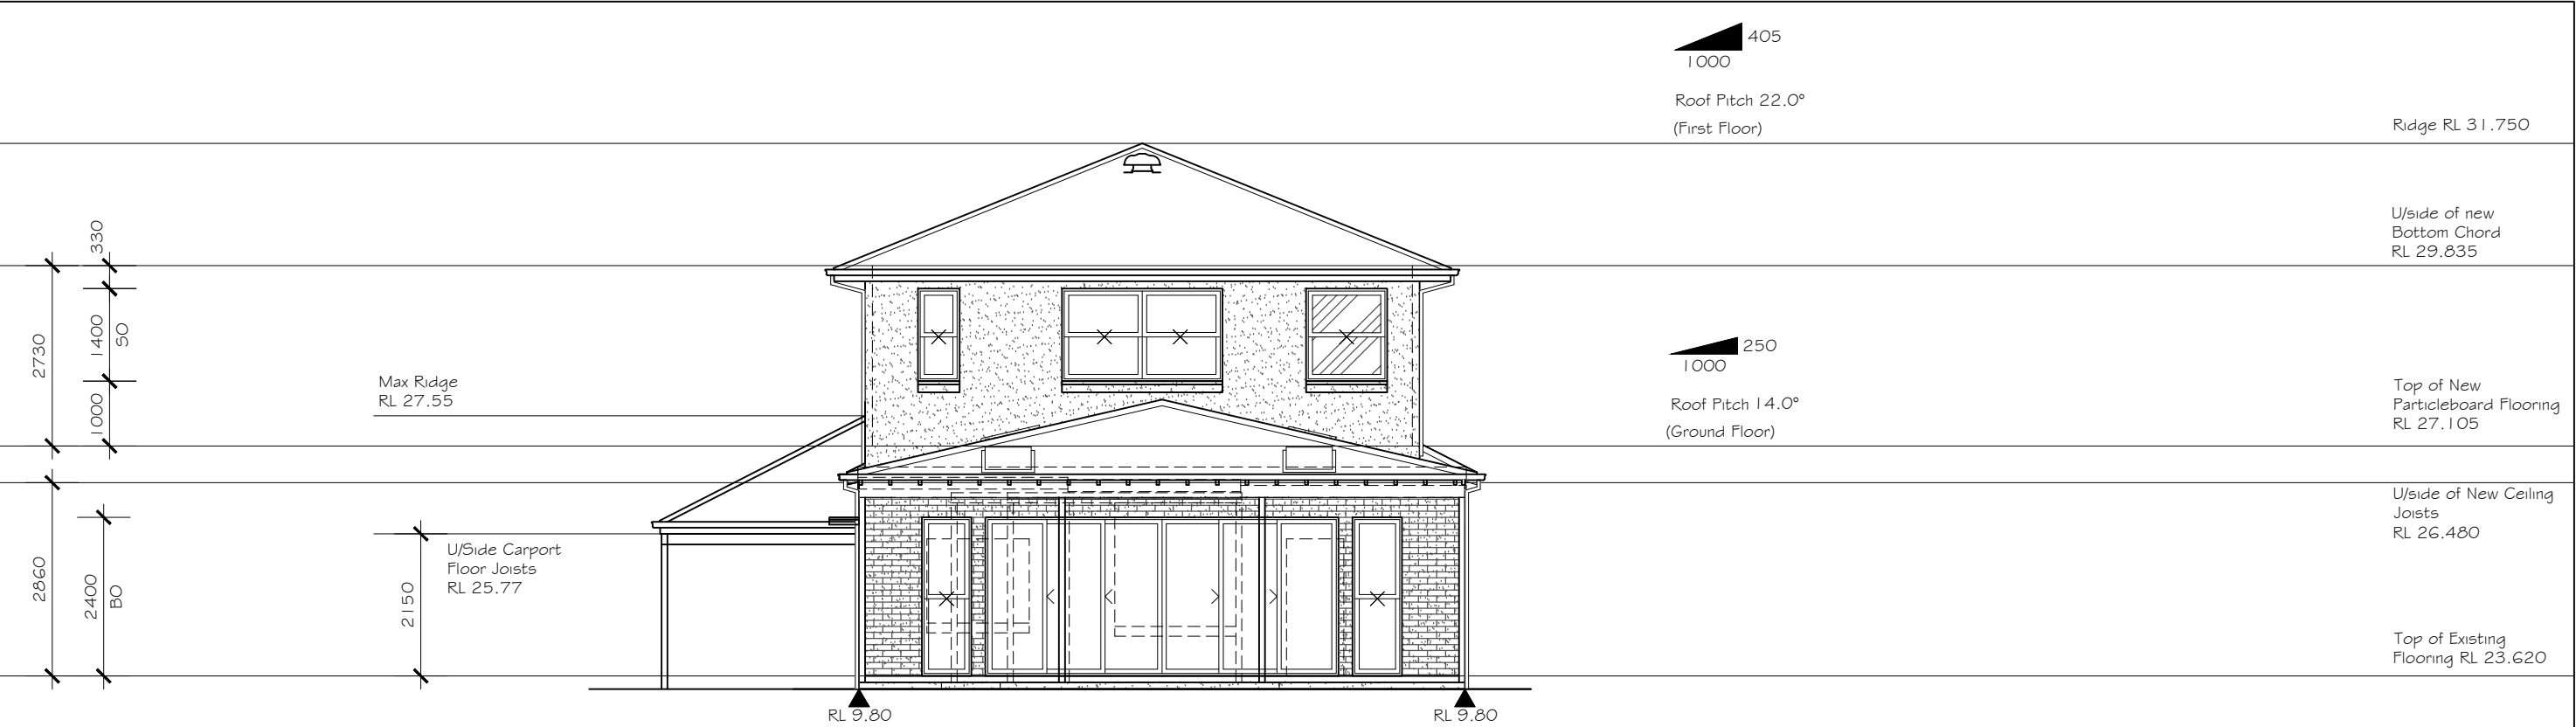 405
1000
Roof Pitch 22.0°
(First Floor)
Ridge RL 31.750
U/side of new
Bottom Chord
RL 29.835
330
2730
1400
SO
1000
Max Ridge
RL 27.55
250
1000
Roof Pitch 14.0°
(Ground Floor)
Top of New
Particleboard Flooring
RL 27.105
U/side of New Ceiling
Joists
RL 26.480
2860
2400
BO
2150
U/Side Carport
Floor Joists
RL 25.77
Top of Existing
Flooring RL 23.620
RL 9.80
RL 9.80